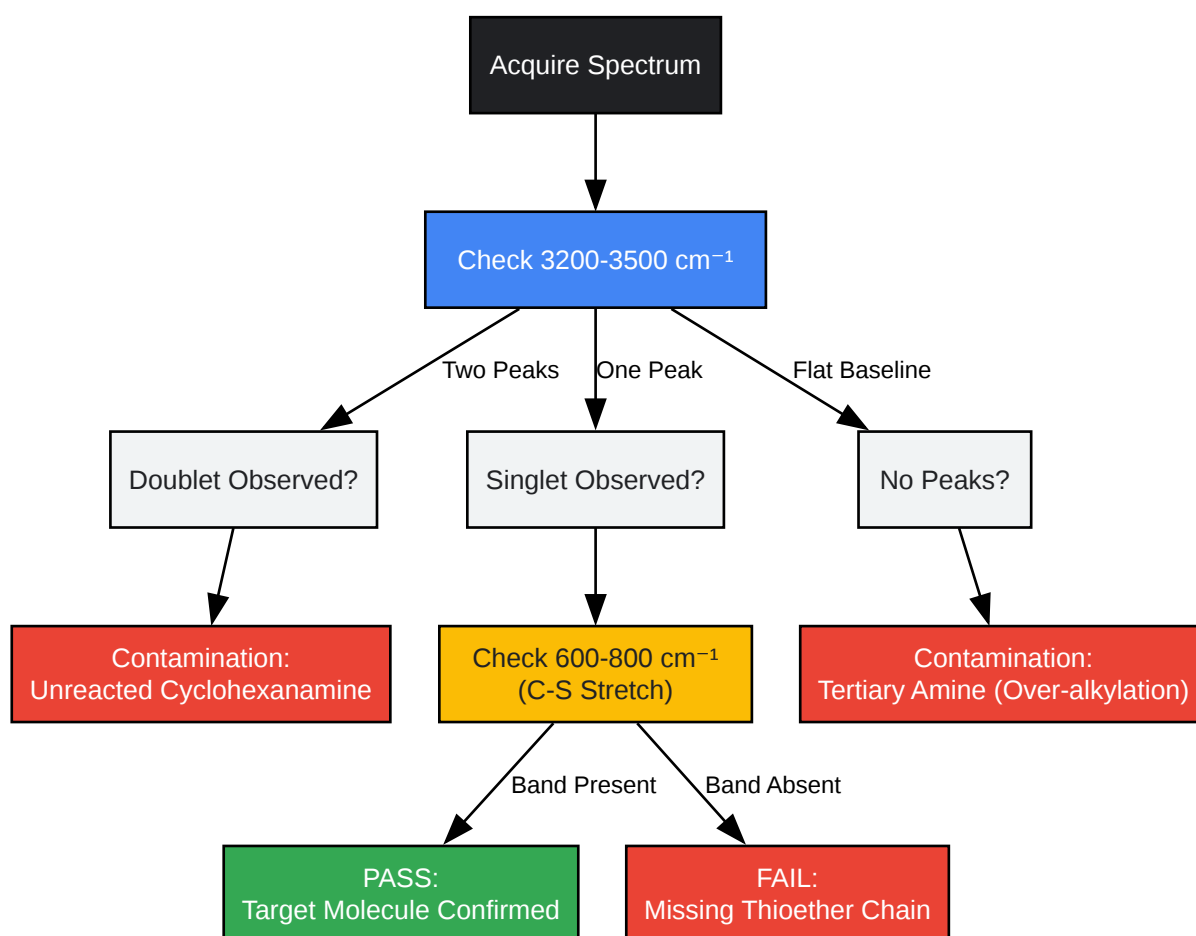 Acquire Spectrum
Check 3200-3500 cm⁻¹
Two Peaks
One Peak
Flat Baseline
Doublet Observed?
Singlet Observed?
No Peaks?
Contamination:
Unreacted Cyclohexanamine
Check 600-800 cm⁻¹
(C-S Stretch)
Contamination:
Tertiary Amine (Over-alkylation)
Band Present
Band Absent
PASS:
Target Molecule Confirmed
FAIL:
Missing Thioether Chain